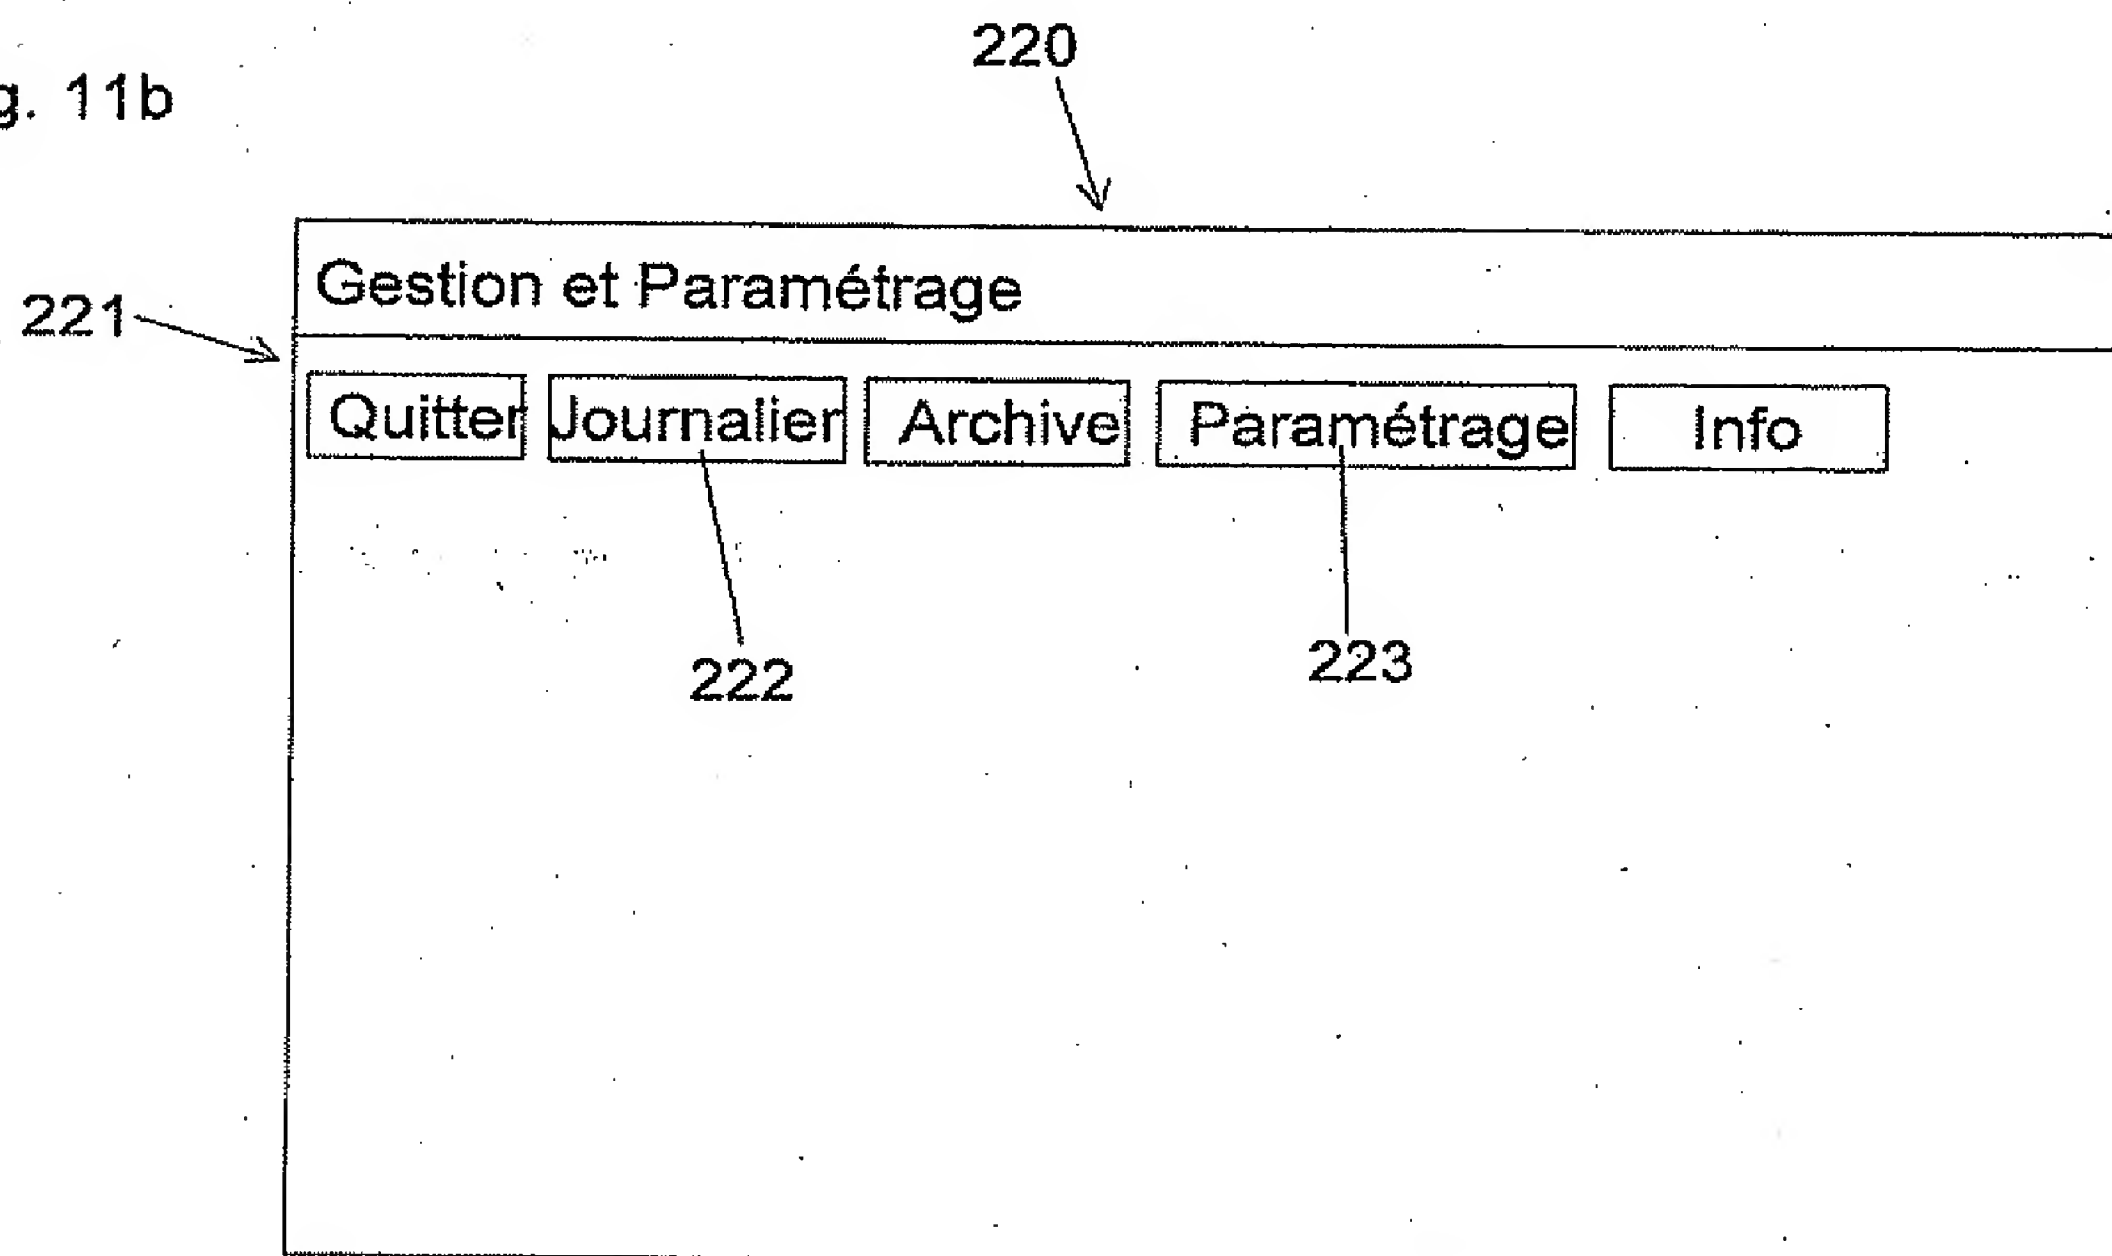 220
g. 11b
Gestion et Paramétrage
221
Quitter Journalier Archive Paramétrage Info
222
223